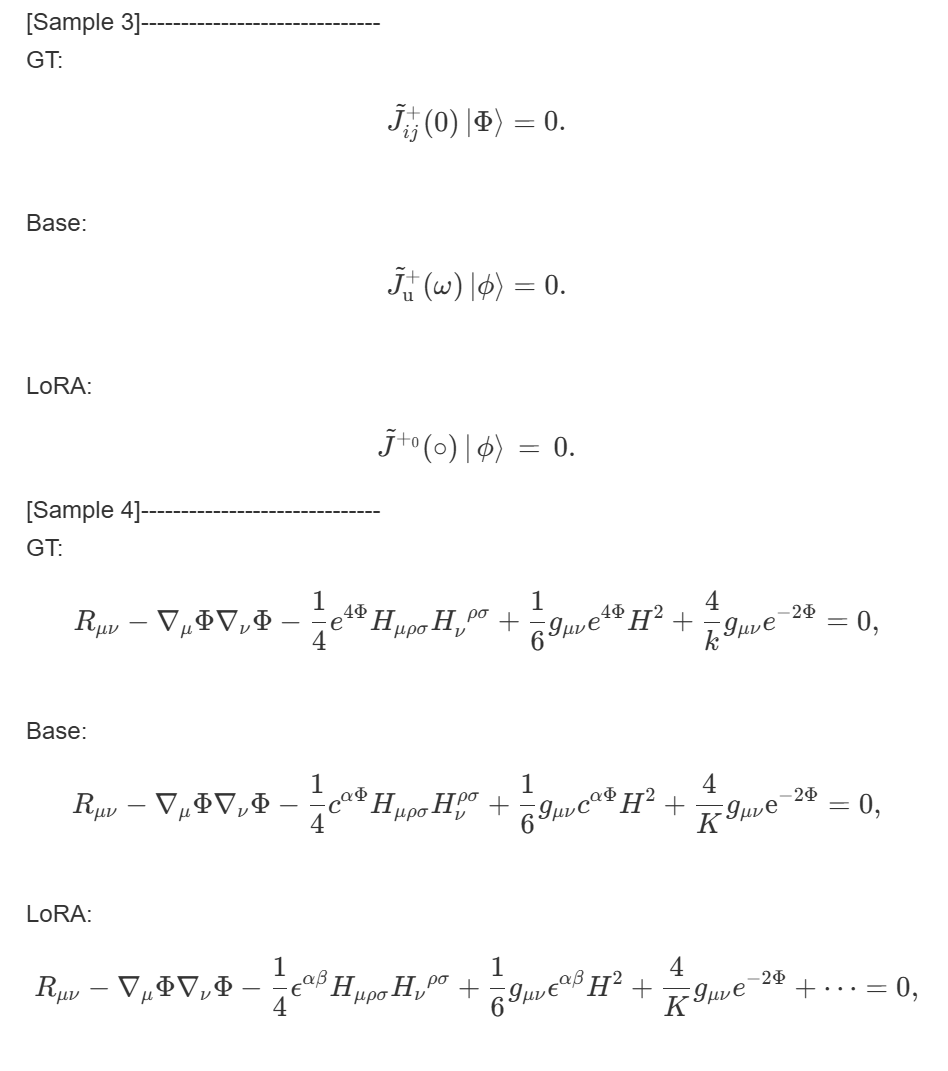 [Sample 3]------------------------------
GT:
$\tilde{J}_{ij}^{+}(0)\,|\Phi\rangle = 0.$
Base:
$\tilde{J}_{\mathrm{u}}^{+}(\omega)\,|\phi\rangle = 0.$
LoRA:
$\tilde{J}^{+_0}(\circ)\,|\,\phi\rangle\ =\ 0.$
[Sample 4]------------------------------
GT:
$R_{\mu\nu} - \nabla_{\mu}\Phi\nabla_{\nu}\Phi - \frac{1}{4}e^{4\Phi}H_{\mu\rho\sigma}H_{\nu}{}^{\rho\sigma} + \frac{1}{6}g_{\mu\nu}e^{4\Phi}H^{2} + \frac{4}{k}g_{\mu\nu}e^{-2\Phi} = 0,$
Base:
$R_{\mu\nu} - \nabla_{\mu}\Phi\nabla_{\nu}\Phi - \frac{1}{4}c^{\alpha\Phi}H_{\mu\rho\sigma}H_{\nu}^{\rho\sigma} + \frac{1}{6}g_{\mu\nu}c^{\alpha\Phi}H^{2} + \frac{4}{K}g_{\mu\nu}\mathrm{e}^{-2\Phi} = 0,$
LoRA:
$R_{\mu\nu} - \nabla_{\mu}\Phi\nabla_{\nu}\Phi - \frac{1}{4}\epsilon^{\alpha\beta}H_{\mu\rho\sigma}H_{\nu}{}^{\rho\sigma} + \frac{1}{6}g_{\mu\nu}\epsilon^{\alpha\beta}H^{2} + \frac{4}{K}g_{\mu\nu}e^{-2\Phi} + \cdots = 0,$